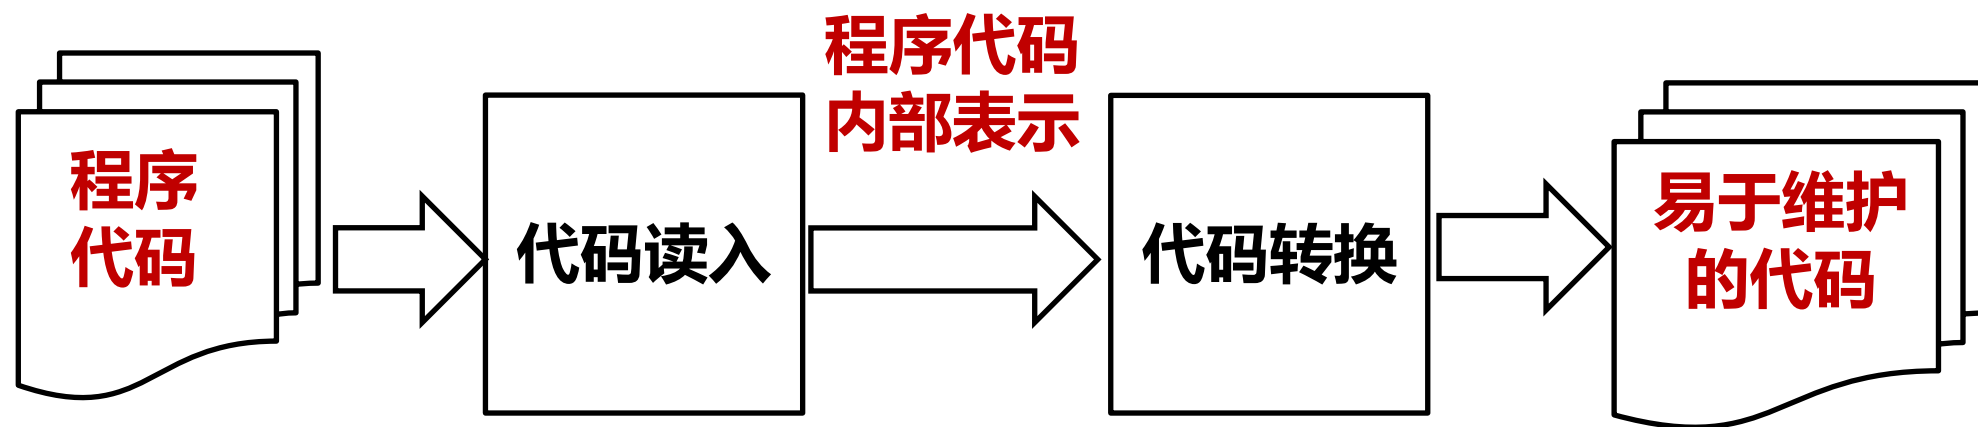 程序
代码
代码读入
程序代码
内部表示
代码转换
易于维护
的代码